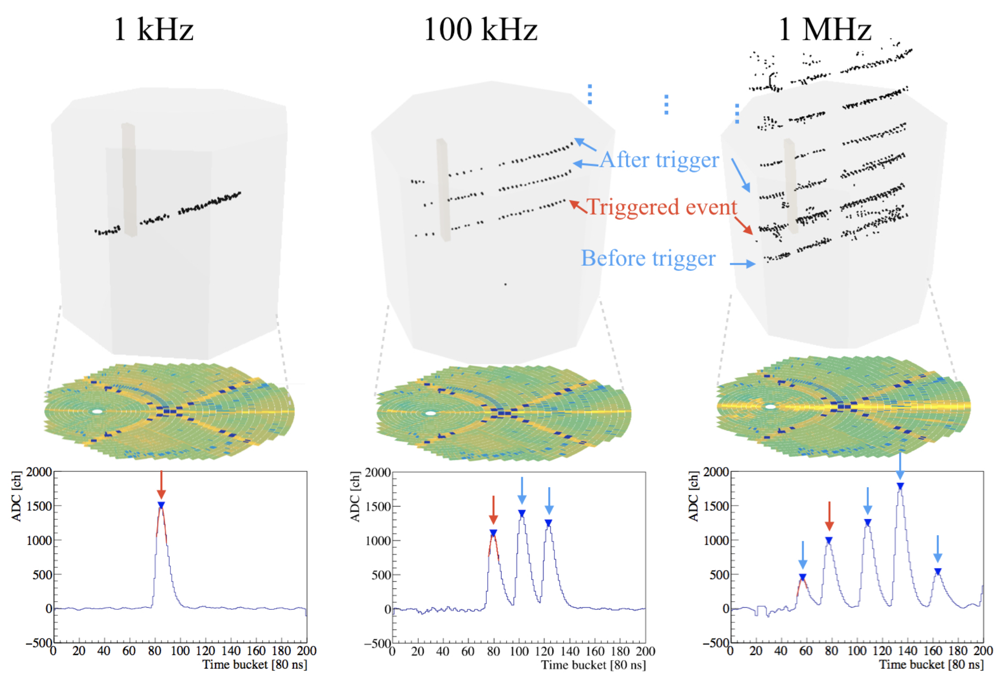 1 kHz
100 kHz
1 MHz
After trigger
Triggered event
Before trigger
ADC [ch]
2000
1500
1000
500
0
−500
0 20 40 60 80 100 120 140 160 180 200
Time bucket [80 ns]
ADC [ch]
2000
1500
1000
500
0
−500
0 20 40 60 80 100 120 140 160 180 200
Time bucket [80 ns]
ADC [ch]
2000
1500
1000
500
0
−500
0 20 40 60 80 100 120 140 160 180 200
Time bucket [80 ns]